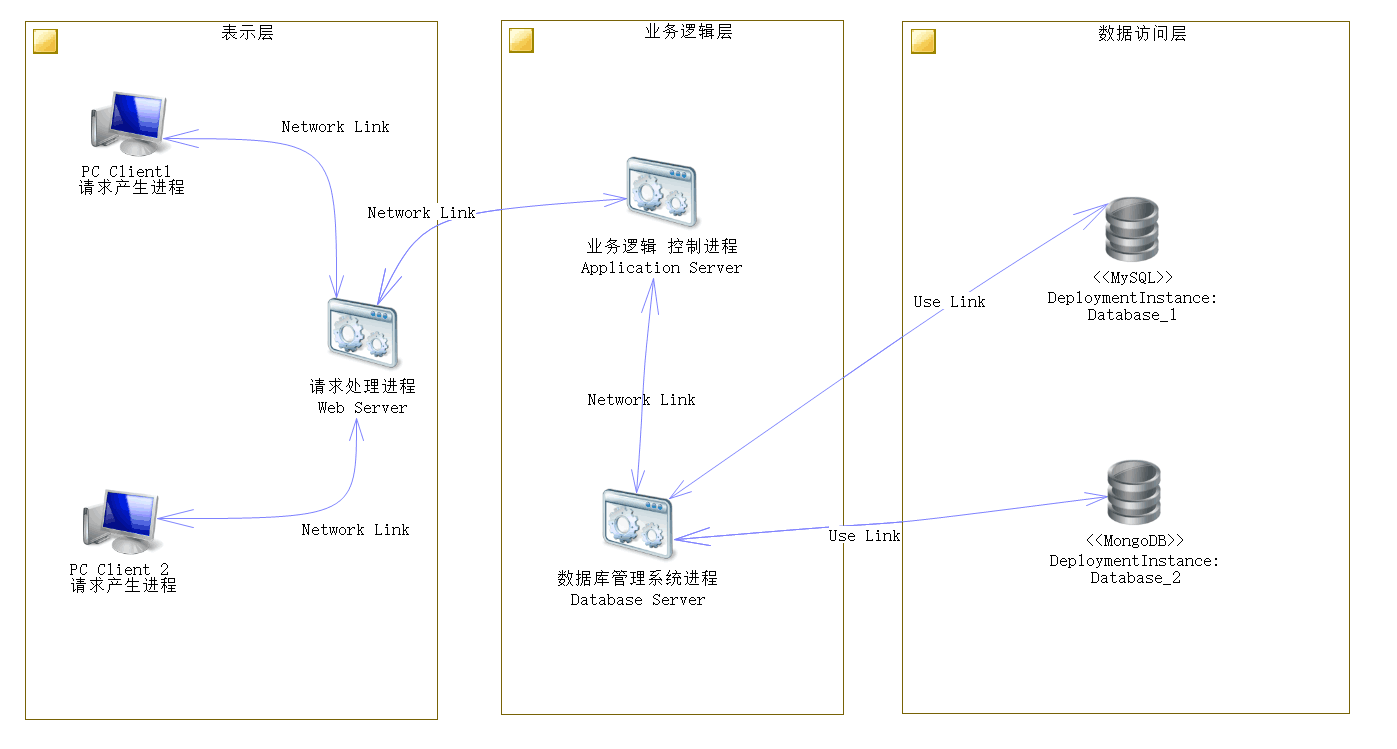 表示层
PC Client1
请求产生进程
Network Link
Network Link
请求处理进程
Web Server
Network Link
PC Client 2
请求产生进程
业务逻辑层
业务逻辑 控制进程
Application Server
Network Link
数据库管理系统进程
Database Server
数据访问层
Use Link
<<MySQL>>
DeploymentInstance:
Database_1
Use Link
<<MongoDB>>
DeploymentInstance:
Database_2